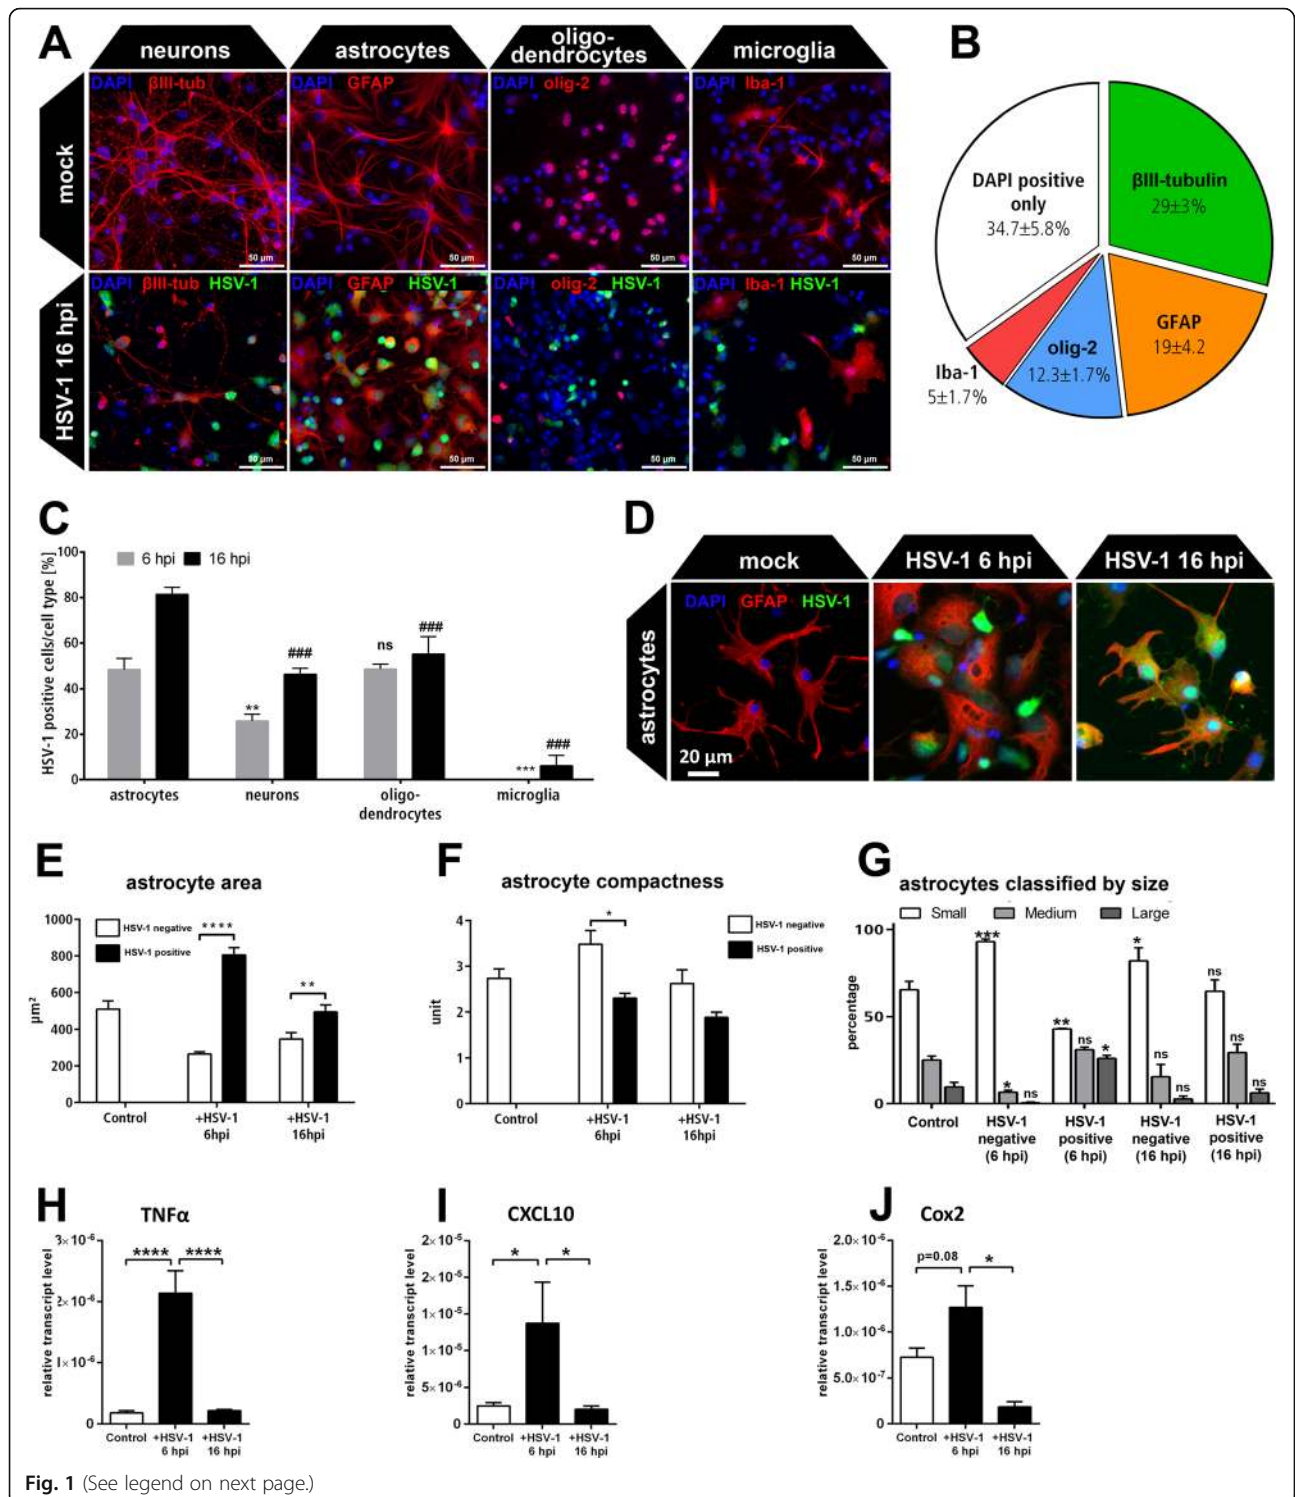 A
neurons
astrocytes
oligo-
dendrocytes
microglia
mock
DAPI βIII-tub
DAPI GFAP
DAPI olig-2
DAPI Iba-1
50 µm
50 µm
50 µm
50 µm
HSV-1 16 hpi
DAPI βIII-tub HSV-1
DAPI GFAP HSV-1
DAPI olig-2 HSV-1
DAPI Iba-1 HSV-1
50 µm
50 µm
50 µm
50 µm
B
DAPI positive
only
34.7±5.8%
βIII-tubulin
29±3%
GFAP
19±4.2
olig-2
12.3±1.7%
Iba-1
5±1.7%
C
HSV-1 positive cells/cell type [%]
100
80
60
40
20
0
6 hpi
16 hpi
**
###
ns
###
***
###
astrocytes
neurons
oligo-
dendrocytes
microglia
D
mock
HSV-1 6 hpi
HSV-1 16 hpi
astrocytes
DAPI GFAP HSV-1
20 µm
E
astrocyte area
µm²
1000
800
600
400
200
0
HSV-1 negative
HSV-1 positive
****
**
Control
+HSV-1
6hpi
+HSV-1
16hpi
F
astrocyte compactness
unit
4
3
2
1
0
*
HSV-1 negative
HSV-1 positive
Control
+HSV-1
6hpi
+HSV-1
16hpi
G
astrocytes classified by size
Small
Medium
Large
percentage
100
50
0
***
*
ns
**
ns
*
*
ns
ns
ns
ns
ns
Control
HSV-1
negative
(6 hpi)
HSV-1
positive
(6 hpi)
HSV-1
negative
(16 hpi)
HSV-1
positive
(16 hpi)
H
TNFα
relative transcript level
3×10⁻⁶
2×10⁻⁶
1×10⁻⁶
0
****
****
Control
+HSV-1
6 hpi
+HSV-1
16 hpi
I
CXCL10
relative transcript level
2×10⁻⁵
2×10⁻⁵
1×10⁻⁵
1×10⁻⁵
5×10⁻⁶
0
*
*
Control
+HSV-1
6 hpi
+HSV-1
16 hpi
J
Cox2
relative transcript level
2.0×10⁻⁶
1.5×10⁻⁶
1.0×10⁻⁶
5.0×10⁻⁷
0
p=0.08
*
Control
+HSV-1
6 hpi
+HSV-1
16 hpi
Fig. 1 (See legend on next page.)